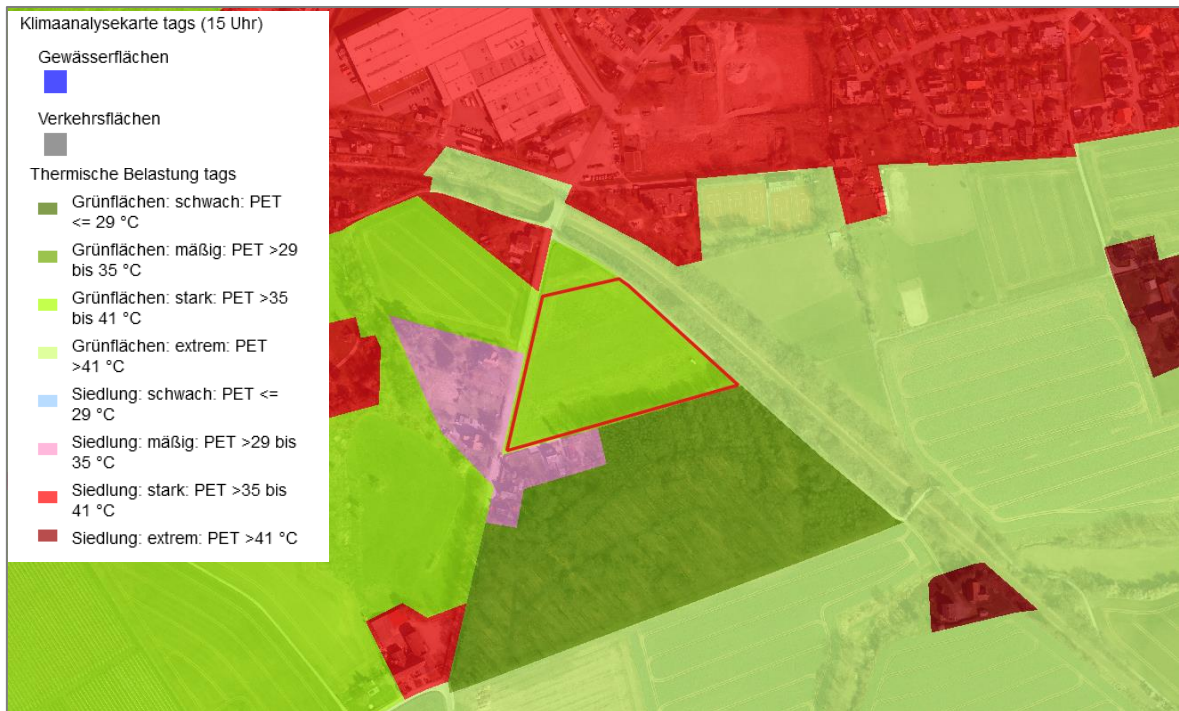 Klimaanalysekarte tags (15 Uhr)
Gewässerflächen
Verkehrsflächen
Thermische Belastung tags
Grünflächen: schwach: PET
<= 29 °C
Grünflächen: mäßig: PET >29
bis 35 °C
Grünflächen: stark: PET >35
bis 41 °C
Grünflächen: extrem: PET
>41 °C
Siedlung: schwach: PET <=
29 °C
Siedlung: mäßig: PET >29 bis
35 °C
Siedlung: stark: PET >35 bis
41 °C
Siedlung: extrem: PET >41 °C